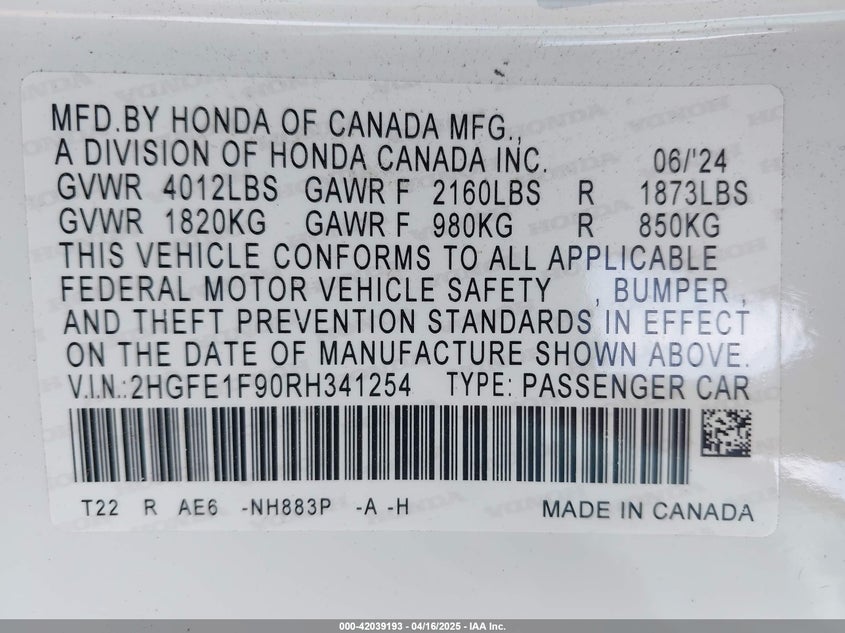 MFD.BY HONDA OF CANADA MFG.,
A DIVISION OF HONDA CANADA INC. 06/'24
GVWR 4012LBS GAWR F 2160LBS R 1873LBS
GVWR 1820KG GAWR F 980KG R 850KG
THIS VEHICLE CONFORMS TO ALL APPLICABLE
FEDERAL MOTOR VEHICLE SAFETY , BUMPER ,
AND THEFT PREVENTION STANDARDS IN EFFECT
ON THE DATE OF MANUFACTURE SHOWN ABOVE.
V.I.N.:2HGFE1F90RH341254 TYPE: PASSENGER CAR
T22 R AE6 -NH883P -A -H MADE IN CANADA
000-42039193 - 04/16/2025 - IAA Inc.